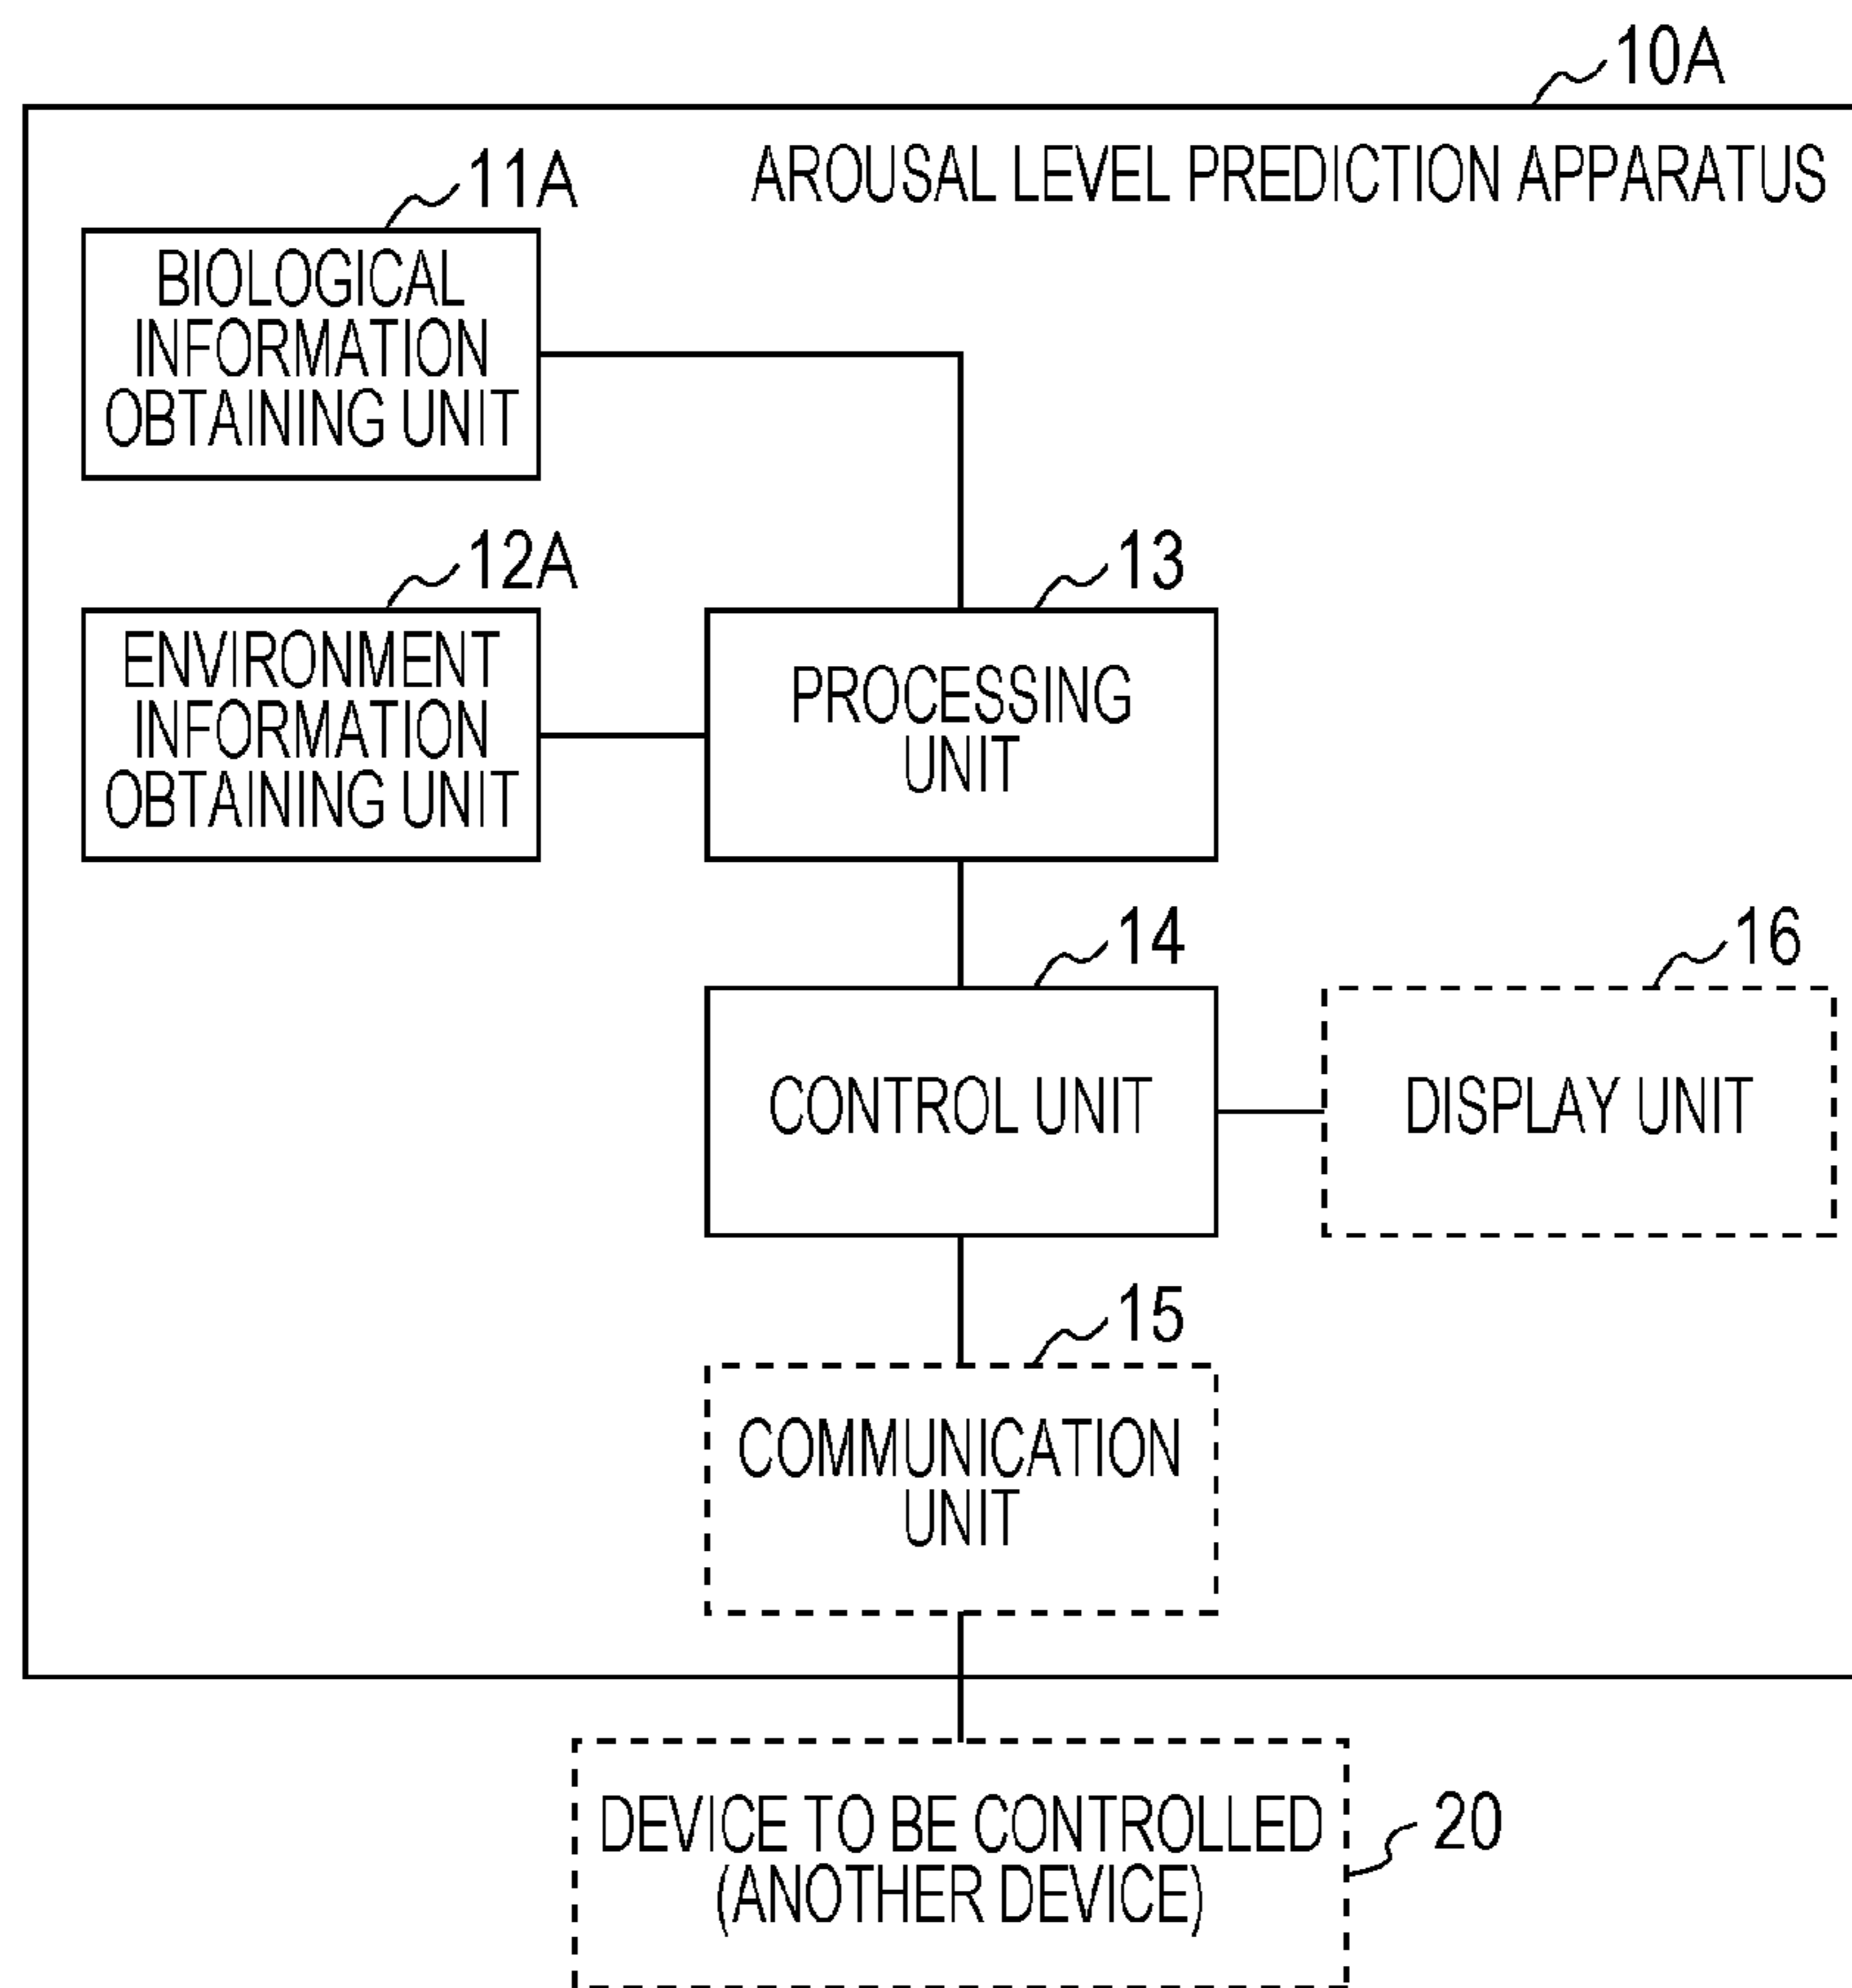 10A
AROUSAL LEVEL PREDICTION APPARATUS
11A
BIOLOGICAL
INFORMATION
OBTAINING UNIT
12A
ENVIRONMENT
INFORMATION
OBTAINING UNIT
13
PROCESSING
UNIT
14
CONTROL UNIT
16
DISPLAY UNIT
15
COMMUNICATION
UNIT
DEVICE TO BE CONTROLLED
(ANOTHER DEVICE)
20